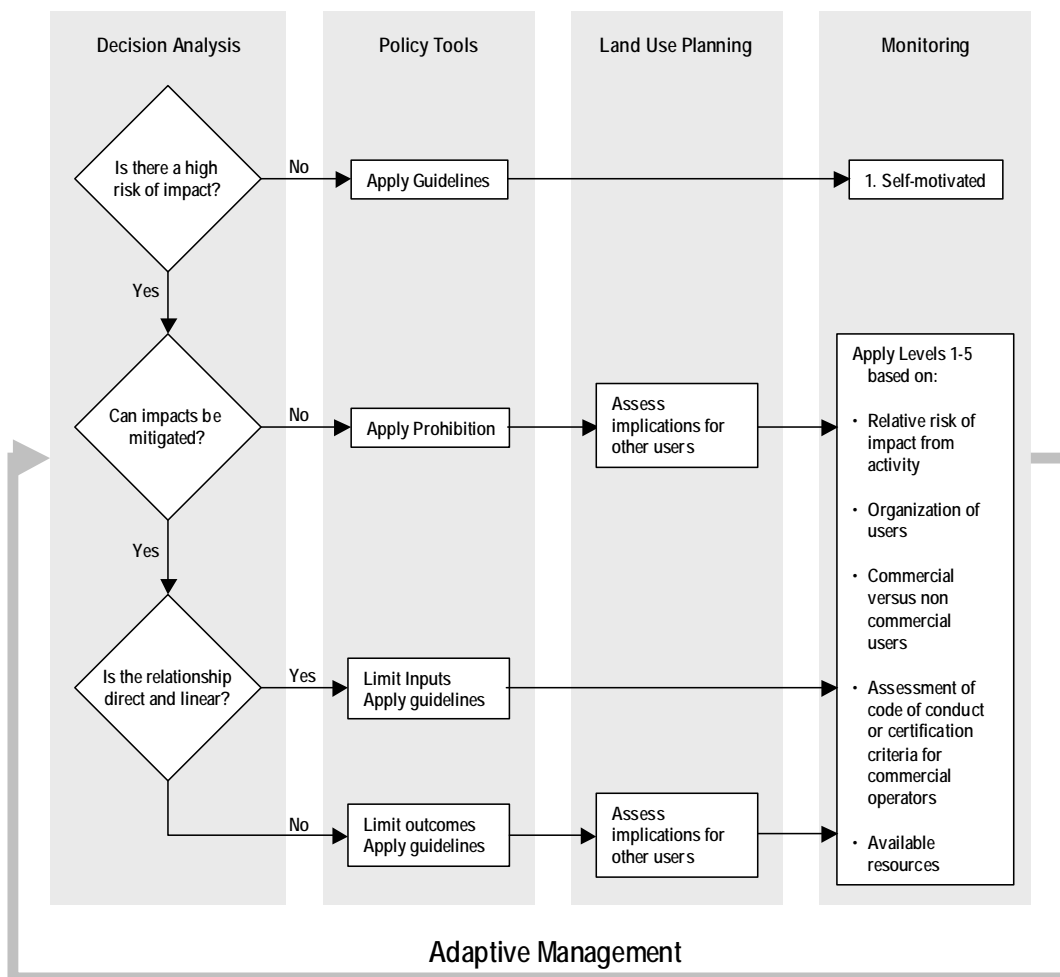 Decision Analysis
Policy Tools
Land Use Planning
Monitoring
Is there a high
risk of impact?
No
Apply Guidelines
1. Self-motivated
Yes
Can impacts be
mitigated?
No
Apply Prohibition
Assess
implications for
other users
Apply Levels 1-5
based on:
• Relative risk of
impact from
activity
• Organization of
users
• Commercial
versus non
commercial
users
• Assessment of
code of conduct
or certification
criteria for
commercial
operators
• Available
resources
Yes
Is the relationship
direct and linear?
Yes
Limit Inputs
Apply guidelines
No
Limit outcomes
Apply guidelines
Assess
implications for
other users
Adaptive Management